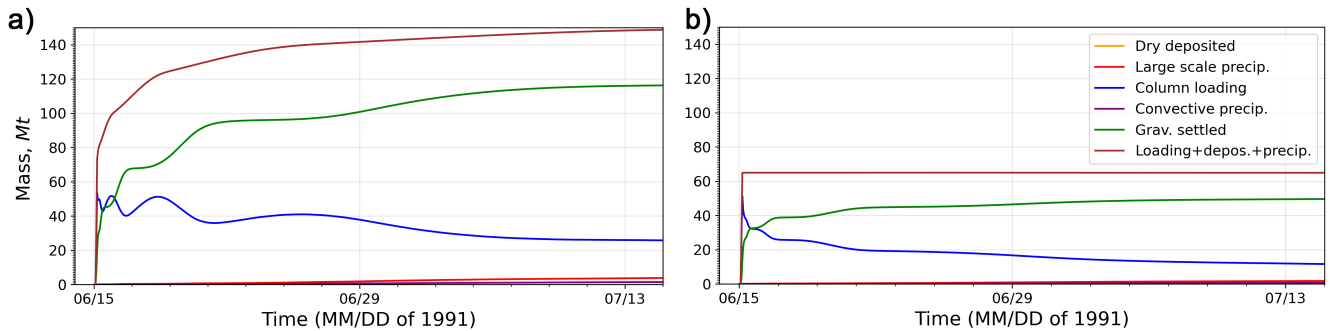 a)
Mass, Mt
140
120
100
80
60
40
20
0
06/15
06/29
07/13
Time (MM/DD of 1991)
b)
140
120
100
80
60
40
20
0
Dry deposited
Large scale precip.
Column loading
Convective precip.
Grav. settled
Loading+depos.+precip.
06/15
06/29
07/13
Time (MM/DD of 1991)